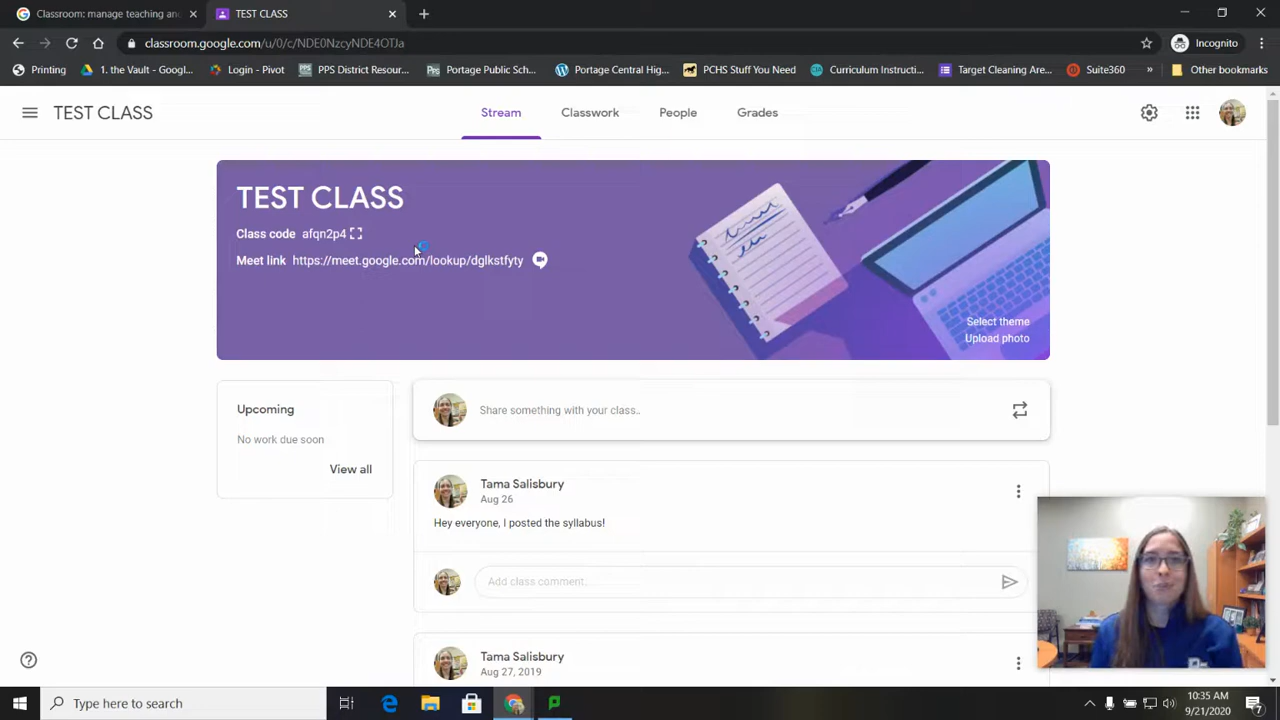 Classroom: manage teaching an
TEST CLASS
classroom.google.com/u/0/c/NDE0NzcyNDE4OTJa
Incognito
Printing
1. the Vault - Googl...
Login - Pivot
PPS District Resour...
Portage Public Sch...
Portage Central Hig...
PCHS Stuff You Need
Curriculum Instructi...
Target Cleaning Are...
Suite360
»
Other bookmarks
TEST CLASS
Stream
Classwork
People
Grades
TEST CLASS
Class code afqn2p4
Meet link https://meet.google.com/lookup/dglkstfyty
Select theme
Upload photo
Upcoming
No work due soon
View all
Share something with your class..
Tama Salisbury
Aug 26
Hey everyone, I posted the syllabus!
Add class comment...
Tama Salisbury
Aug 27, 2019
Type here to search
10:35 AM
9/21/2020
7